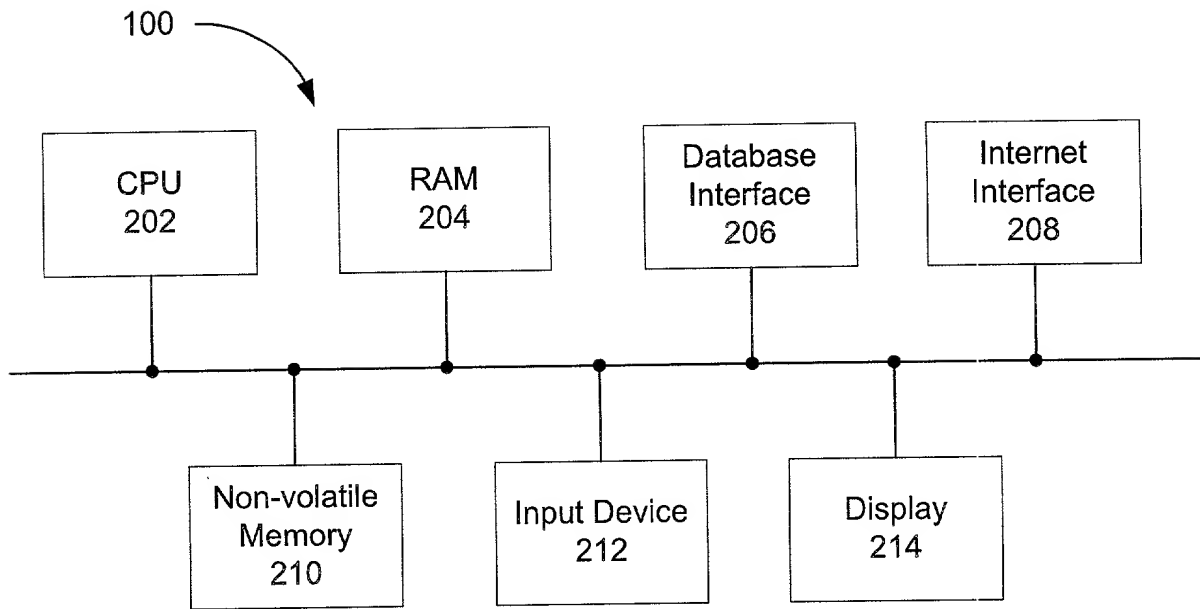 100
CPU
202
RAM
204
Database
Interface
206
Internet
Interface
208
Non-volatile
Memory
210
Input Device
212
Display
214